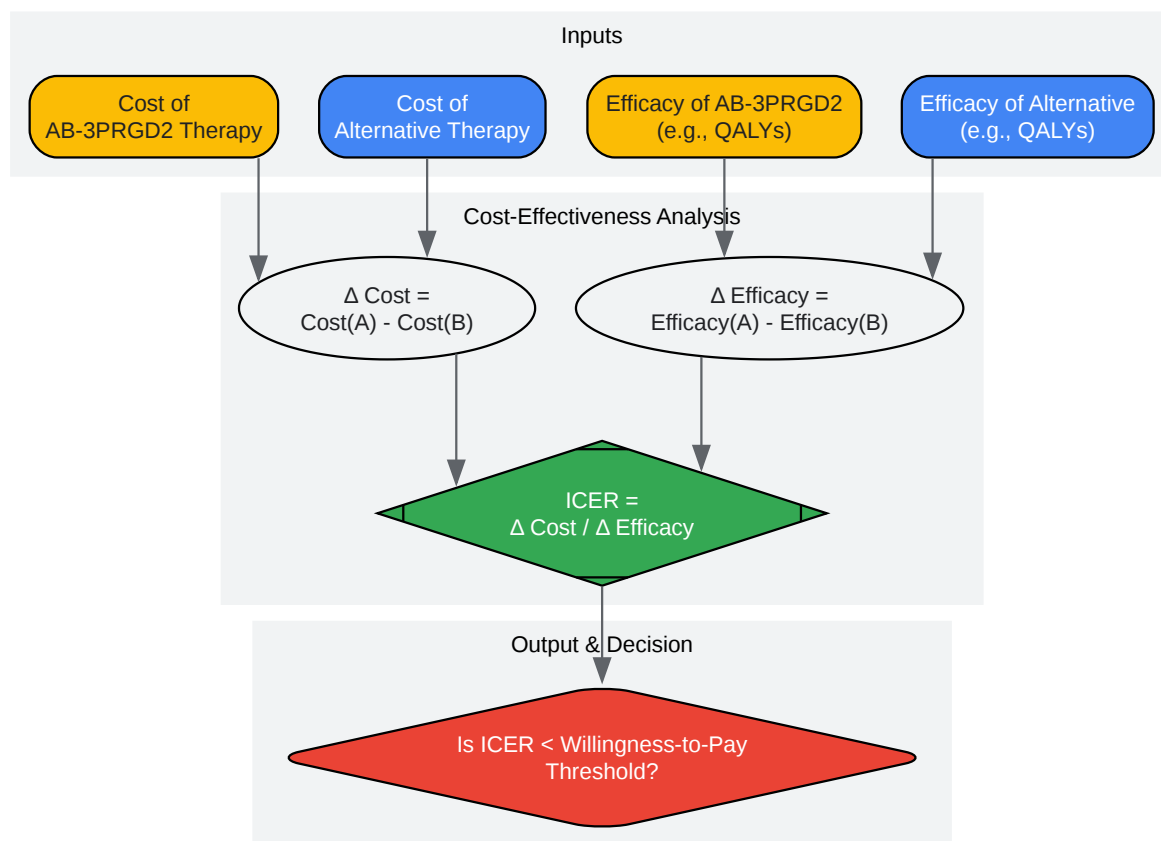 Inputs
Cost of
AB-3PRGD2 Therapy
Cost of
Alternative Therapy
Efficacy of AB-3PRGD2
(e.g., QALYs)
Efficacy of Alternative
(e.g., QALYs)
Cost-Effectiveness Analysis
Δ Cost =
Cost(A) - Cost(B)
Δ Efficacy =
Efficacy(A) - Efficacy(B)
ICER =
Δ Cost / Δ Efficacy
Output & Decision
Is ICER < Willingness-to-Pay
Threshold?